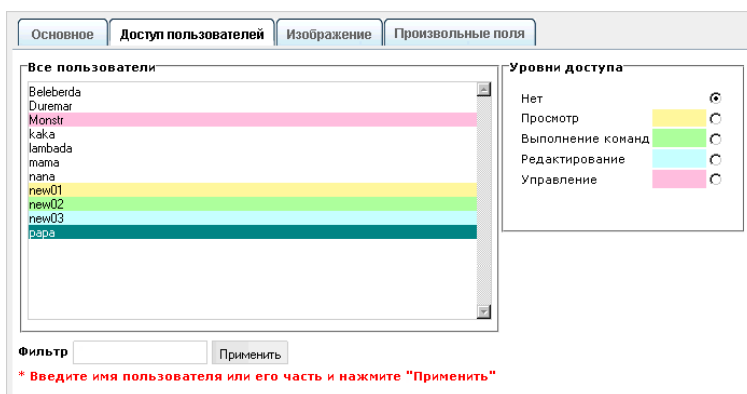 Основное Доступ пользователей Изображение Произвольные поля
Все пользователи
Beleberda
Duremar
Monstr
kaka
lambada
mama
nana
new01
new02
new03
papa
Уровни доступа
Нет
Просмотр
Выполнение команд
Редактирование
Управление
Фильтр Применить
* Введите имя пользователя или его часть и нажмите "Применить"